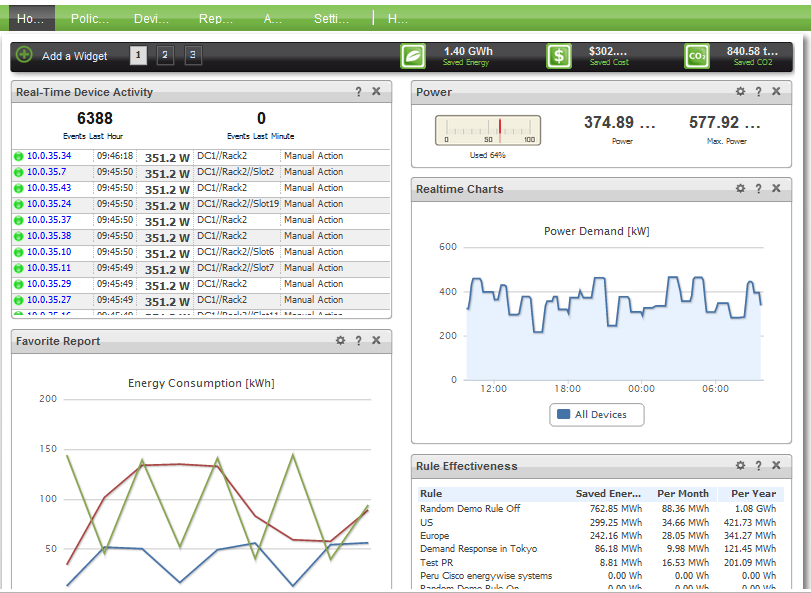 Ho... Polic... Devi... Rep... A... Setti... H...
Add a Widget 1 2 3
1.40 GWh
Saved Energy
$302....
Saved Cost
CO₂
840.58 t...
Saved CO2
Real-Time Device Activity ? X
6388
Events Last Hour
0
Events Last Minute
10.0.35.34 09:46:18 351.2 W DC1//Rack2 Manual Action
10.0.35.7 09:45:50 351.2 W DC1//Rack2//Slot2 Manual Action
10.0.35.43 09:45:50 351.2 W DC1//Rack2 Manual Action
10.0.35.24 09:45:50 351.2 W DC1//Rack2//Slot19 Manual Action
10.0.35.37 09:45:50 351.2 W DC1//Rack2 Manual Action
10.0.35.38 09:45:50 351.2 W DC1//Rack2 Manual Action
10.0.35.10 09:45:50 351.2 W DC1//Rack2//Slot6 Manual Action
10.0.35.11 09:45:49 351.2 W DC1//Rack2//Slot7 Manual Action
10.0.35.29 09:45:49 351.2 W DC1//Rack2 Manual Action
10.0.35.27 09:45:49 351.2 W DC1//Rack2 Manual Action
Favorite Report ? X
Energy Consumption [kWh]
200
150
100
50
Power ? X
0 50 100
Used 64%
374.89 ...
Power
577.92 ...
Max. Power
Realtime Charts ? X
Power Demand [kW]
600
400
200
0
12:00 18:00 00:00 06:00
All Devices
Rule Effectiveness ? X
Rule Saved Ener... Per Month Per Year
Random Demo Rule Off 762.85 MWh 88.36 MWh 1.08 GWh
US 299.25 MWh 34.66 MWh 421.73 MWh
Europe 242.16 MWh 28.05 MWh 341.27 MWh
Demand Response in Tokyo 86.18 MWh 9.98 MWh 121.45 MWh
Test PR 8.81 MWh 16.53 MWh 201.09 MWh
Peru Cisco energywise systems 0.00 Wh 0.00 Wh 0.00 Wh
Random Demo Rule On 0.00 Wh 0.00 Wh 0.00 Wh